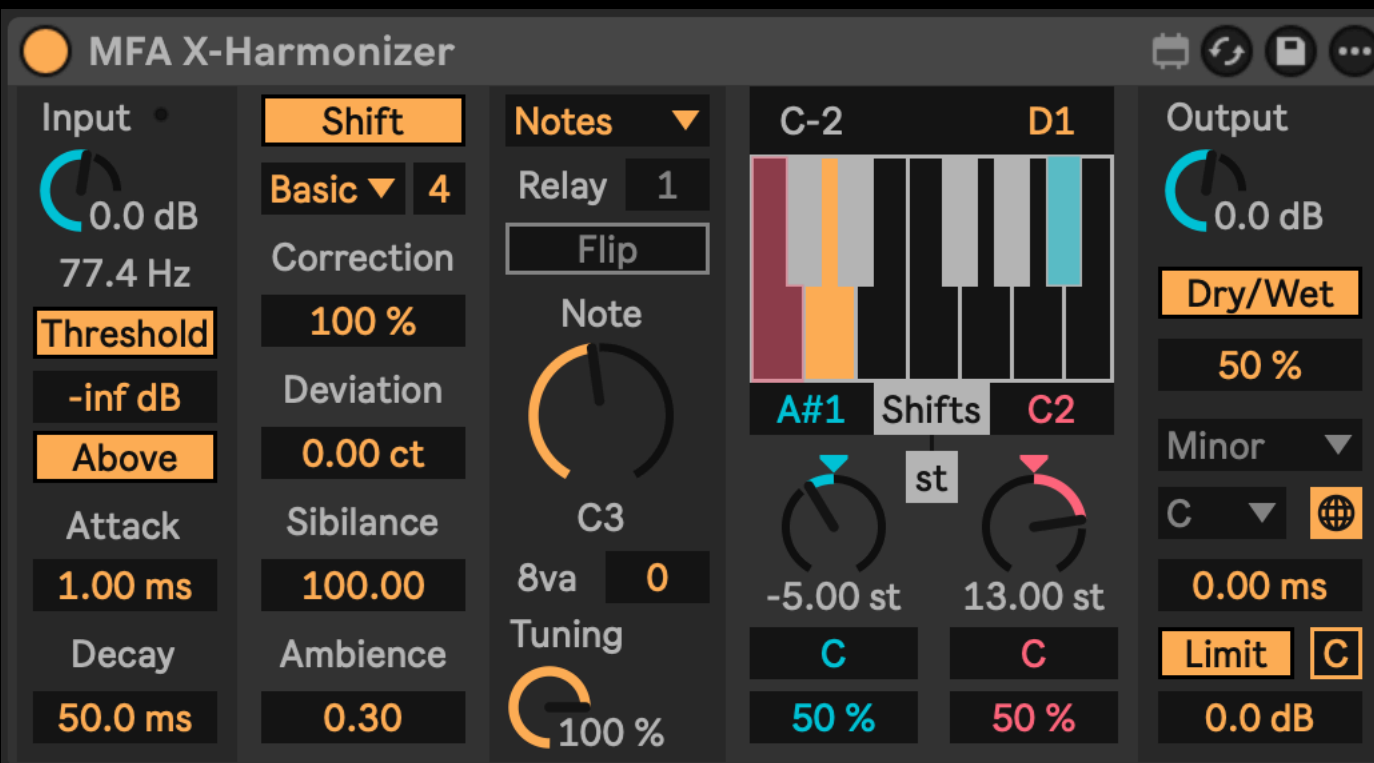 MFA X-Harmonizer
Input
0.0 dB
77.4 Hz
Threshold
-inf dB
Above
Attack
1.00 ms
Decay
50.0 ms
Shift
Basic 4
Correction
100 %
Deviation
0.00 ct
Sibilance
100.00
Ambience
0.30
Notes
Relay 1
Flip
Note
C3
8va 0
Tuning
100 %
C-2 D1
A#1 Shifts C2
st
-5.00 st 13.00 st
C C
50 % 50 %
Output
0.0 dB
Dry/Wet
50 %
Minor
C
0.00 ms
Limit C
0.0 dB